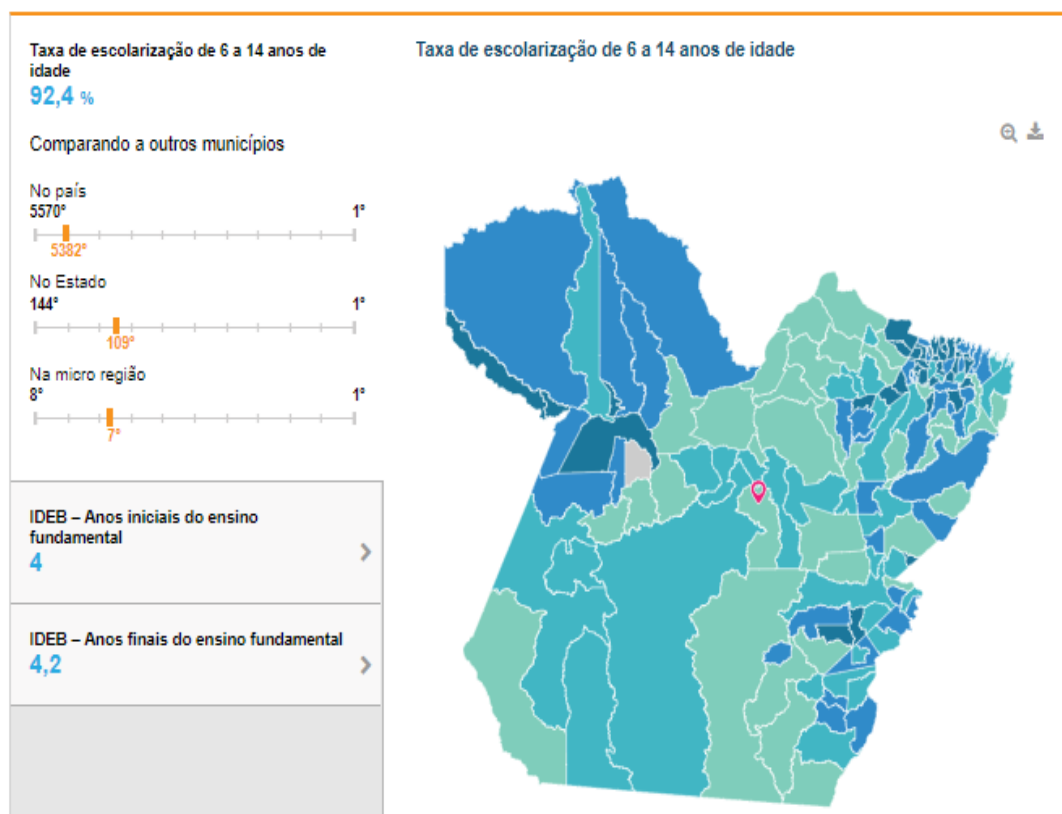 Taxa de escolarização de 6 a 14 anos de
idade
92,4 %
Comparando a outros municípios
No país
5570° 1°
5382°
No Estado
144° 1°
109°
Na micro região
8° 1°
7°
IDEB – Anos iniciais do ensino
fundamental
4
IDEB – Anos finais do ensino fundamental
4,2
Taxa de escolarização de 6 a 14 anos de idade